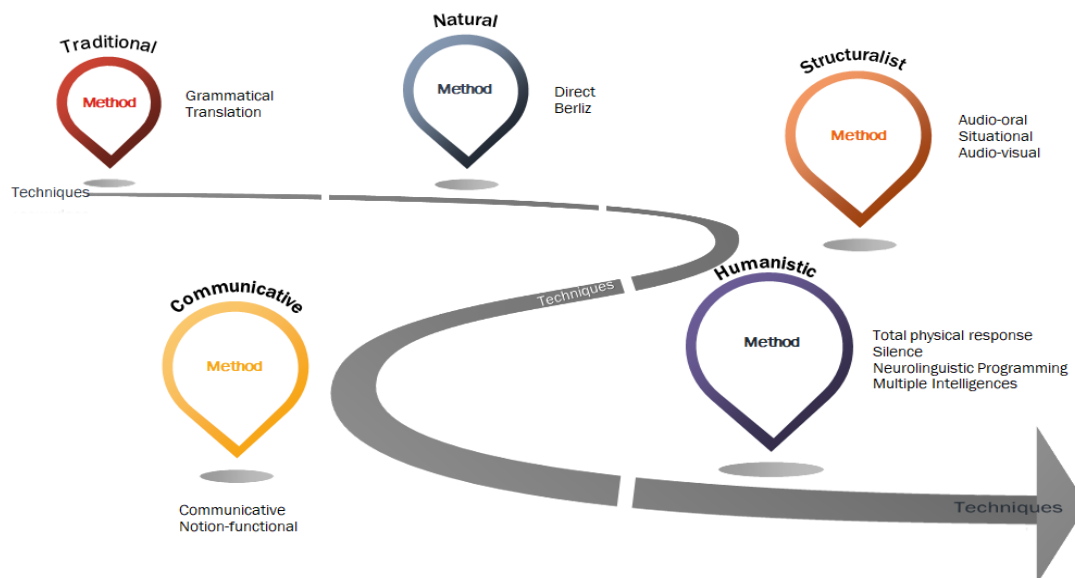 Traditional
Method
Grammatical
Translation
Natural
Method
Direct
Berliz
Structuralist
Method
Audio-oral
Situational
Audio-visual
Techniques
Techniques
Humanistic
Method
Total physical response
Silence
Neurolinguistic Programming
Multiple Intelligences
Communicative
Method
Communicative
Notion-functional
Techniques